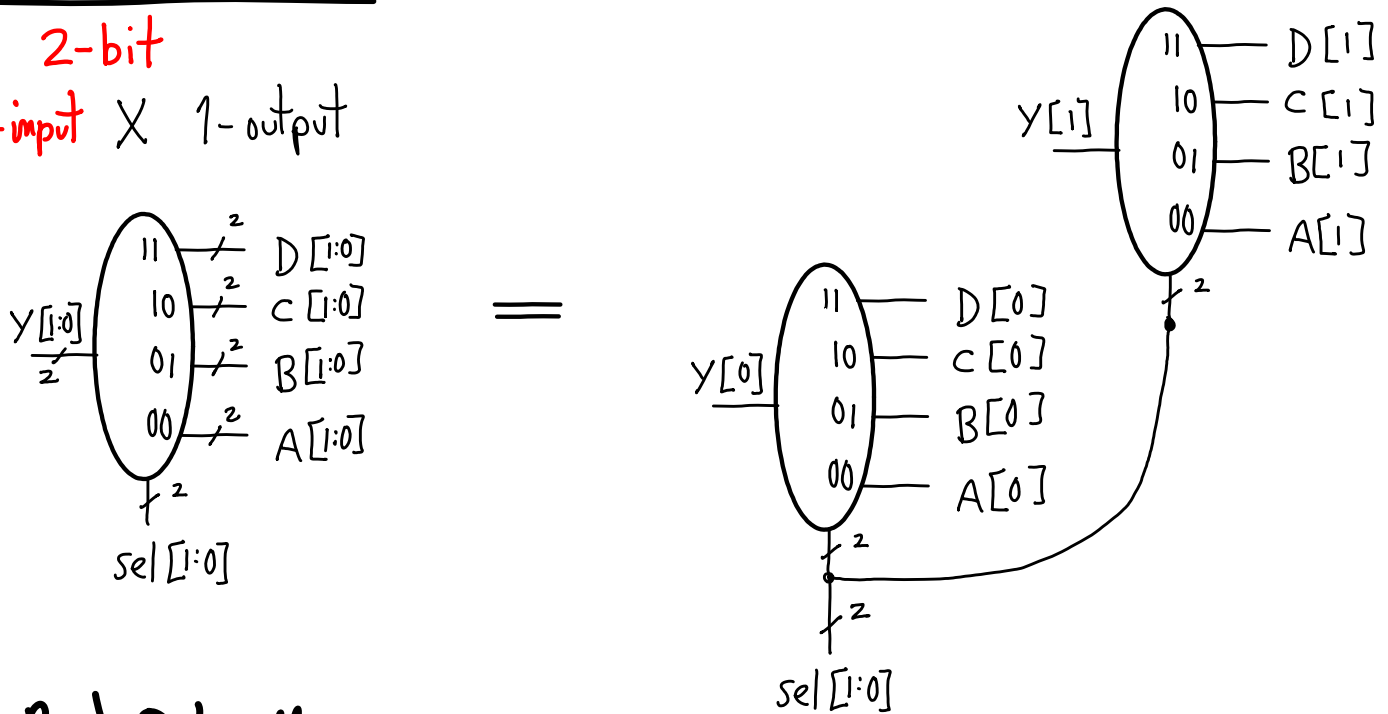 2-bit
-input X 1-output
Y[1:0]
2
11
10
01
00
2 D[1:0]
2 C[1:0]
2 B[1:0]
2 A[1:0]
2
sel[1:0]
=
Y[0]
11 D[0]
10 C[0]
01 B[0]
00 A[0]
2
2
sel[1:0]
Y[1]
11 D[1]
10 C[1]
01 B[1]
00 A[1]
2